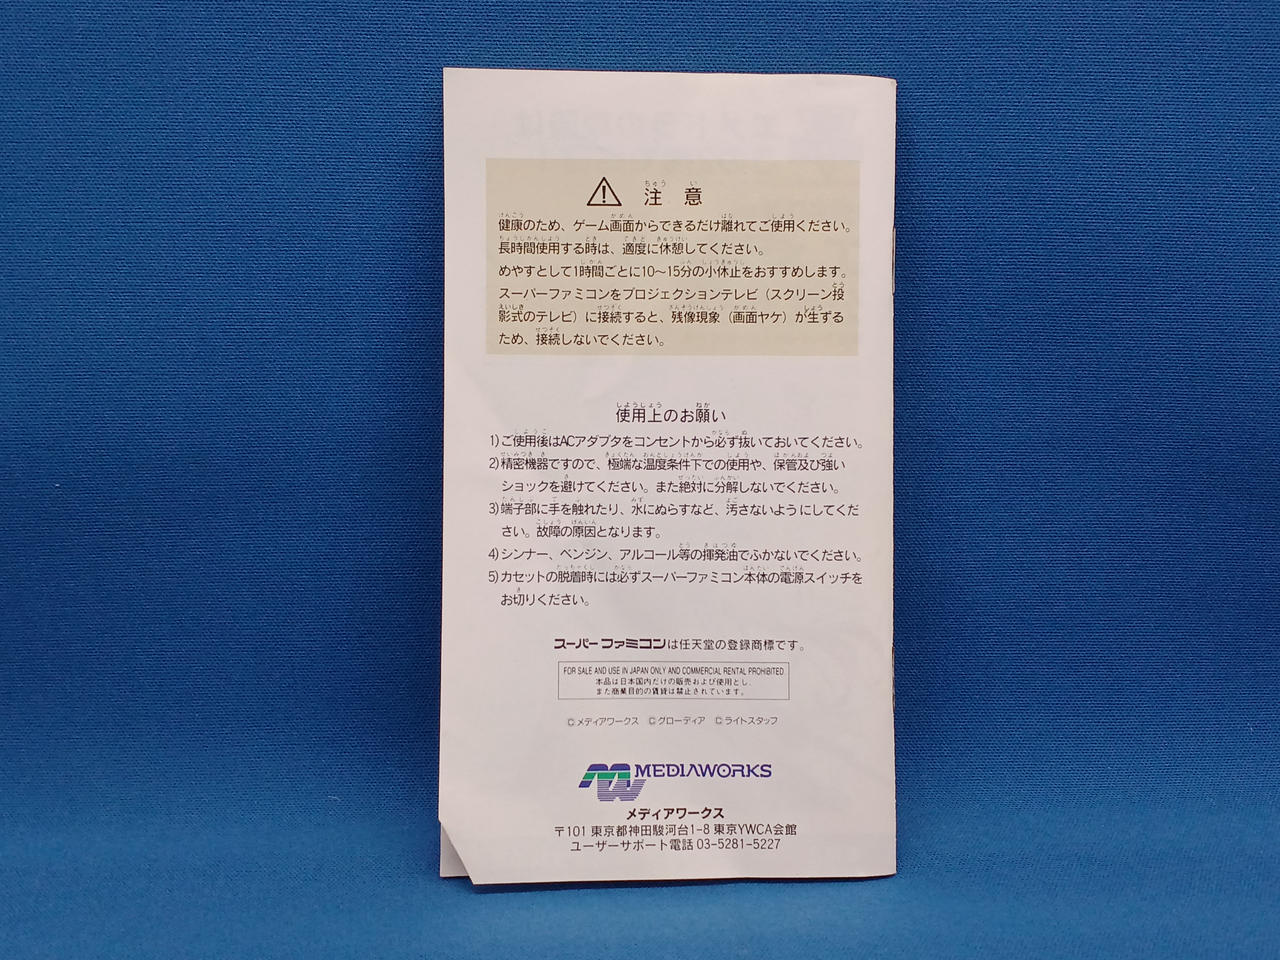 注意
健康のため、ゲーム画面からできるだけ離れてご使用ください。
長時間使用する時は、適度に休憩してください。
めやすとして1時間ごとに10〜15分の小休止をおすすめします。
スーパーファミコンをプロジェクションテレビ（スクリーン投
影式のテレビ）に接続すると、残像現象（画面ヤケ）が生ずる
ため、接続しないでください。
使用上のお願い
1)ご使用後はACアダプタをコンセントから必ず抜いておいてください。
2)精密機器ですので、極端な温度条件下での使用や、保管及び強い
ショックを避けてください。また絶対に分解しないでください。
3)端子部に手を触れたり、水にぬらすなど、汚さないようにしてくだ
さい。故障の原因となります。
4)シンナー、ベンジン、アルコール等の揮発油でふかないでください。
5)カセットの脱着時には必ずスーパーファミコン本体の電源スイッチを
お切りください。
スーパーファミコンは任天堂の登録商標です。
FOR SALE AND USE IN JAPAN ONLY AND COMMERCIAL RENTAL PROHIBITED.
本品は日本国内だけの販売および使用とし、
また商業目的の賃貸は禁止されています。
©メディアワークス ©グローディア ©ライトスタッフ
MEDIAWORKS
メディアワークス
〒101 東京都神田駿河台1-8 東京YWCA会館
ユーザーサポート電話 03-5281-5227